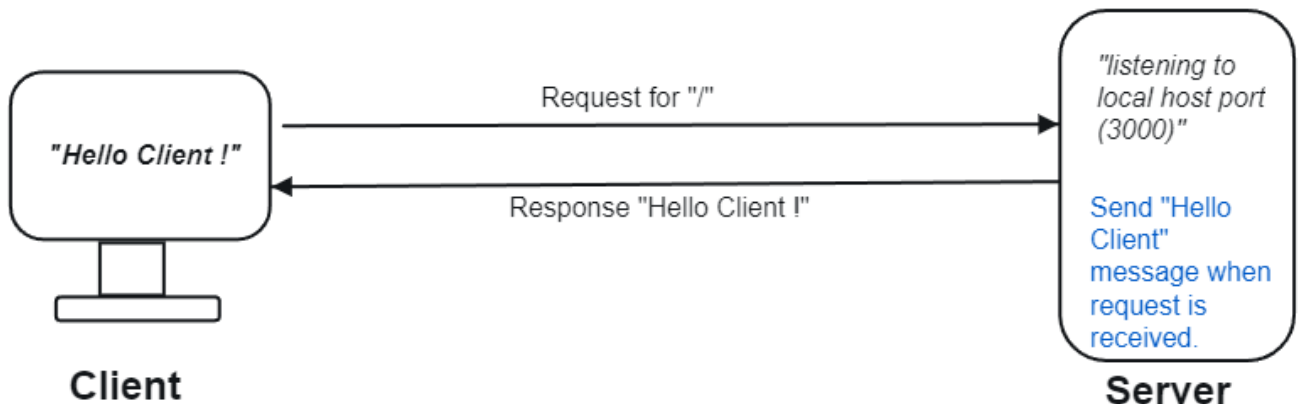 "Hello Client !"
Request for "/"
Response "Hello Client !"
"listening to
local host port
(3000)"
Send "Hello
Client"
message when
request is
received.
Client
Server